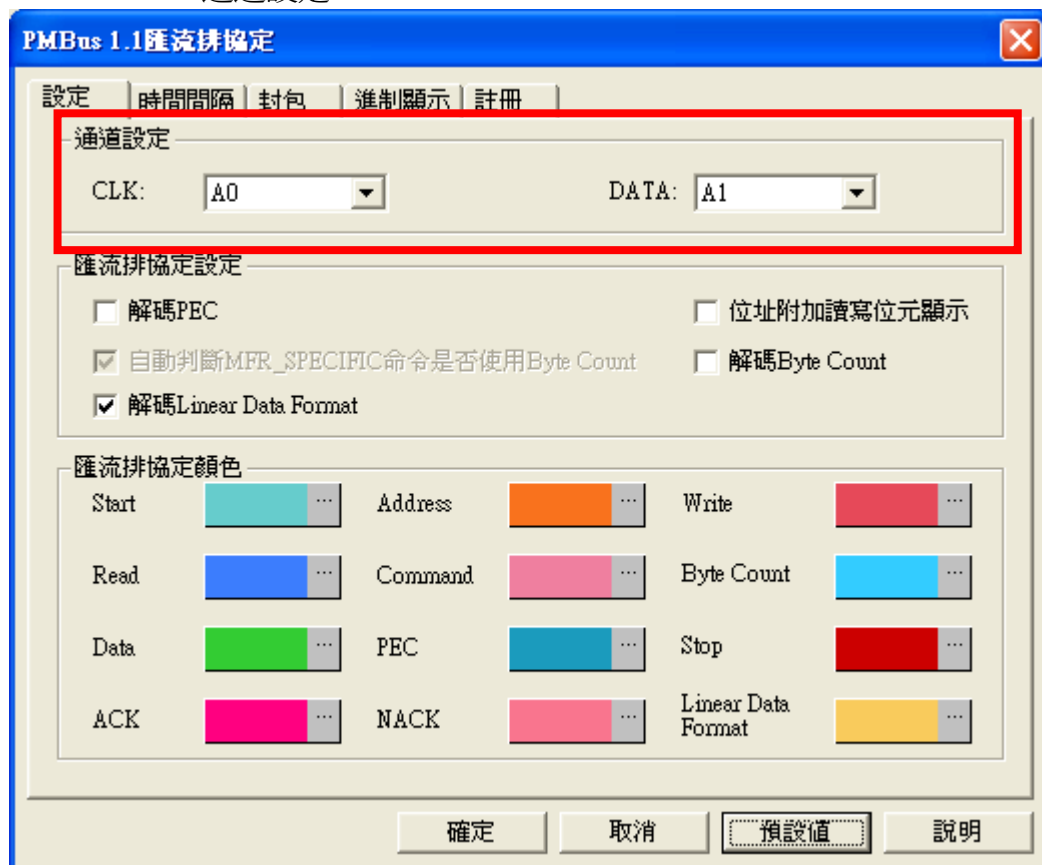 PMBus 1.1匯流排協定
設定 時間間隔 封包 進制顯示 註冊
通道設定
CLK: A0 DATA: A1
匯流排協定設定
解碼PEC 位址附加讀寫位元顯示
自動判斷MFR_SPECIFIC命令是否使用Byte Count 解碼Byte Count
解碼Linear Data Format
匯流排協定顏色
Start ... Address ... Write ...
Read ... Command ... Byte Count ...
Data ... PEC ... Stop ...
ACK ... NACK ... Linear Data
Format ...
確定 取消 預設值 說明